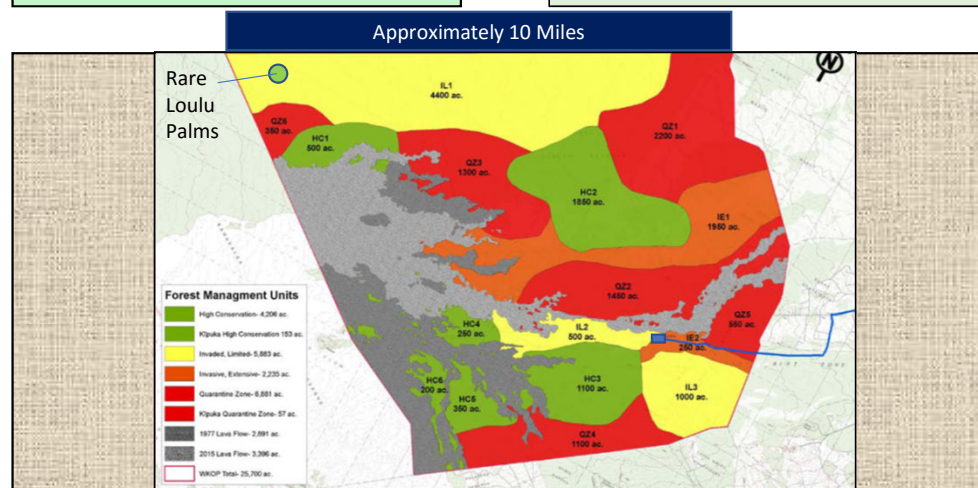 Approximately 10 Miles
N
Rare
Loulu
Palms
IL1
4400 ac.
QZ6
350 ac.
HC1
500 ac.
QZ3
1300 ac.
QZ1
2200 ac.
HC2
1850 ac.
IE1
1950 ac.
QZ2
1450 ac.
QZ5
550 ac.
HC4
250 ac.
IL2
500 ac.
IE2
250 ac.
HC6
200 ac.
HC5
350 ac.
HC3
1100 ac.
IL3
1000 ac.
QZ4
1100 ac.
Forest Managment Units
High Conservation- 4,206 ac.
Kipuka High Conservation 153 ac.
Invaded, Limited- 5,883 ac.
Invasive, Extensive- 2,235 ac.
Quarantine Zone- 6,881 ac.
Kipuka Quarantine Zone- 57 ac.
1977 Lava Flow- 2,891 ac.
2015 Lava Flow- 3,396 ac.
WKOP Total- 25,700 ac.